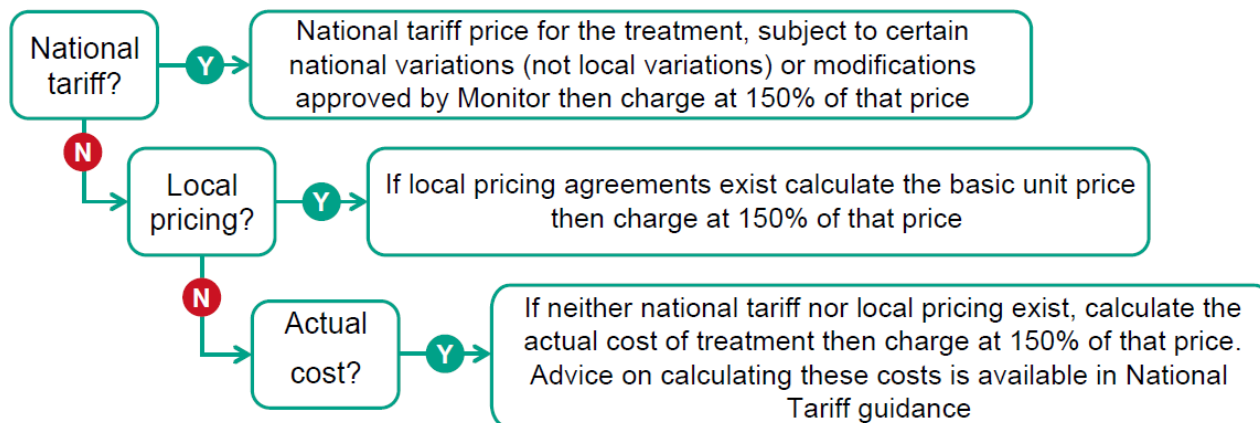 National
tariff?
Y
National tariff price for the treatment, subject to certain
national variations (not local variations) or modifications
approved by Monitor then charge at 150% of that price
N
Local
pricing?
Y
If local pricing agreements exist calculate the basic unit price
then charge at 150% of that price
N
Actual
cost?
Y
If neither national tariff nor local pricing exist, calculate the
actual cost of treatment then charge at 150% of that price.
Advice on calculating these costs is available in National
Tariff guidance